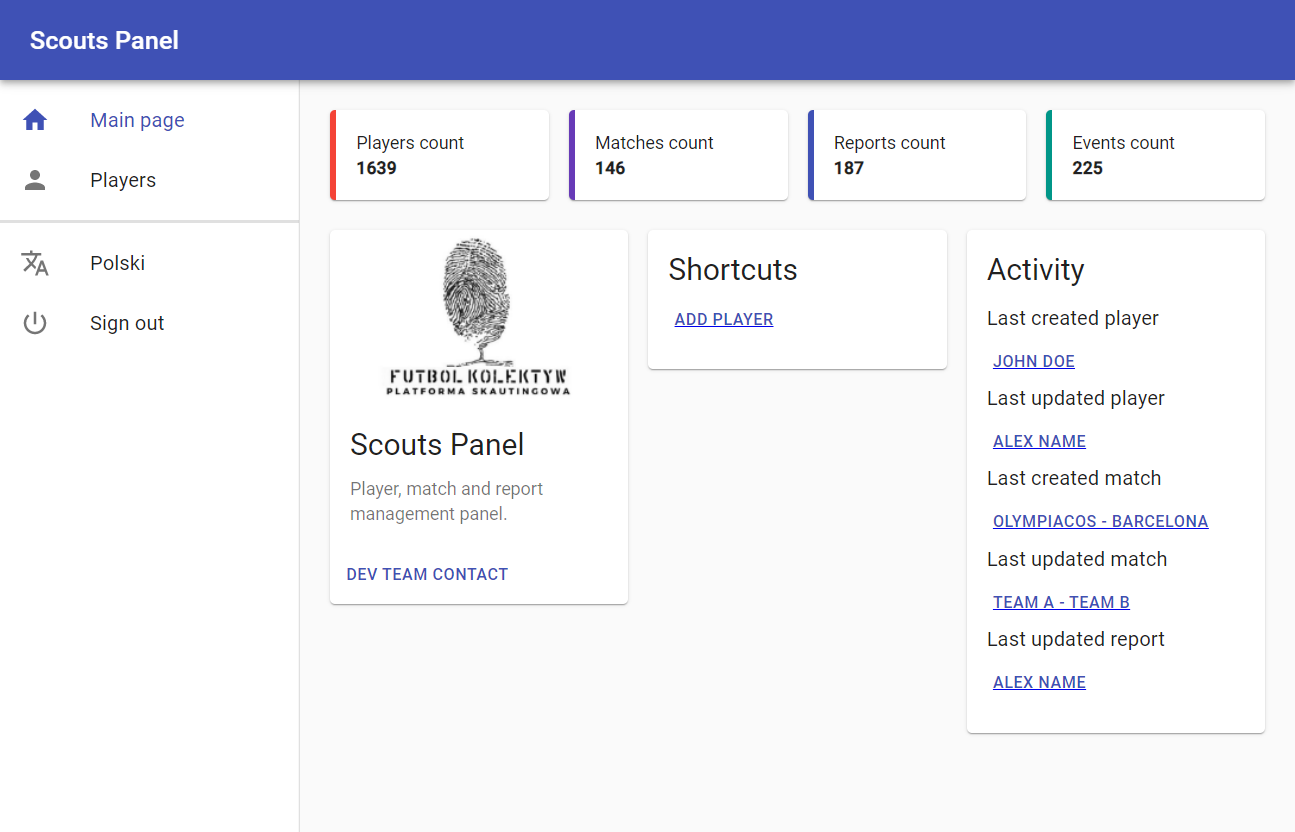 Scouts Panel
Main page
Players
Polski
Sign out
Players count
1639
Matches count
146
Reports count
187
Events count
225
FUTBOL KOLEKTYW
PLATFORMA SKAUTINGOWA
Scouts Panel
Player, match and report
management panel.
DEV TEAM CONTACT
Shortcuts
ADD PLAYER
Activity
Last created player
JOHN DOE
Last updated player
ALEX NAME
Last created match
OLYMPIACOS - BARCELONA
Last updated match
TEAM A - TEAM B
Last updated report
ALEX NAME